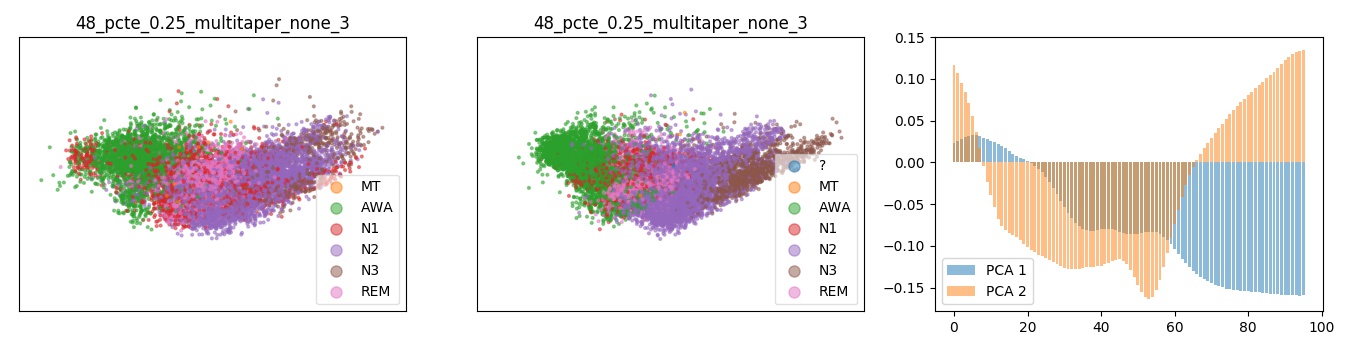 48_pcte_0.25_multitaper_none_3
MT
AWA
N1
N2
N3
REM
48_pcte_0.25_multitaper_none_3
?
MT
AWA
N1
N2
N3
REM
0.15
0.10
0.05
0.00
−0.05
−0.10
−0.15
PCA 1
PCA 2
0 20 40 60 80 100